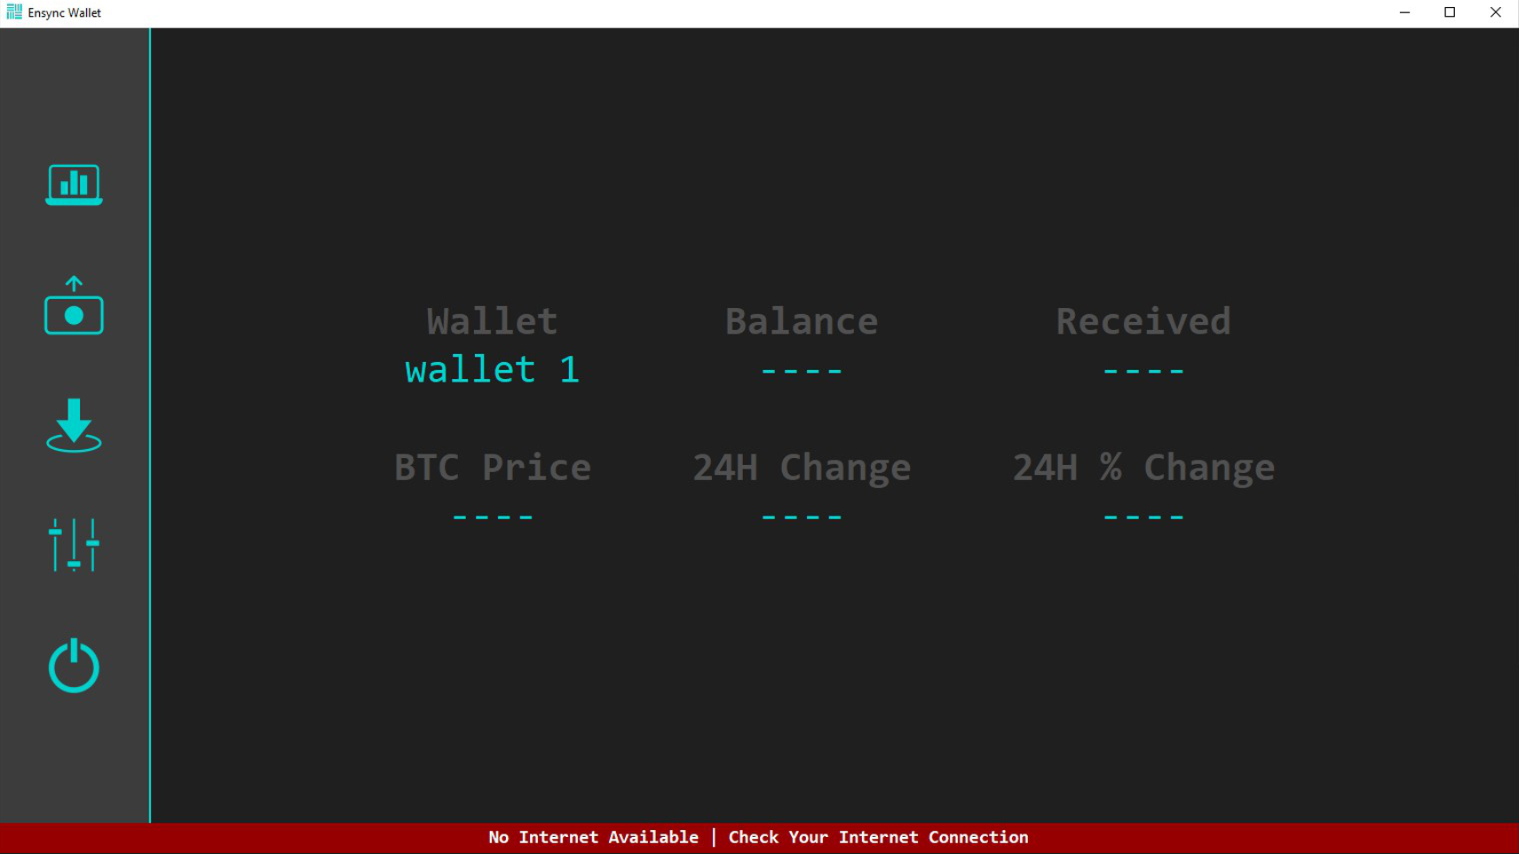 Ensync Wallet
Wallet Balance Received
wallet 1 ---- ----
BTC Price 24H Change 24H % Change
---- ---- ----
No Internet Available | Check Your Internet Connection